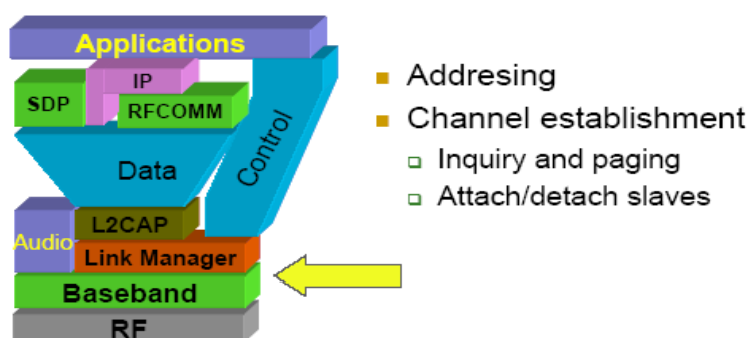 Applications
IP
SDP
RFCOMM
Data
Control
L2CAP
Audio
Link Manager
Baseband
RF
Addresing
Channel establishment
Inquiry and paging
Attach/detach slaves